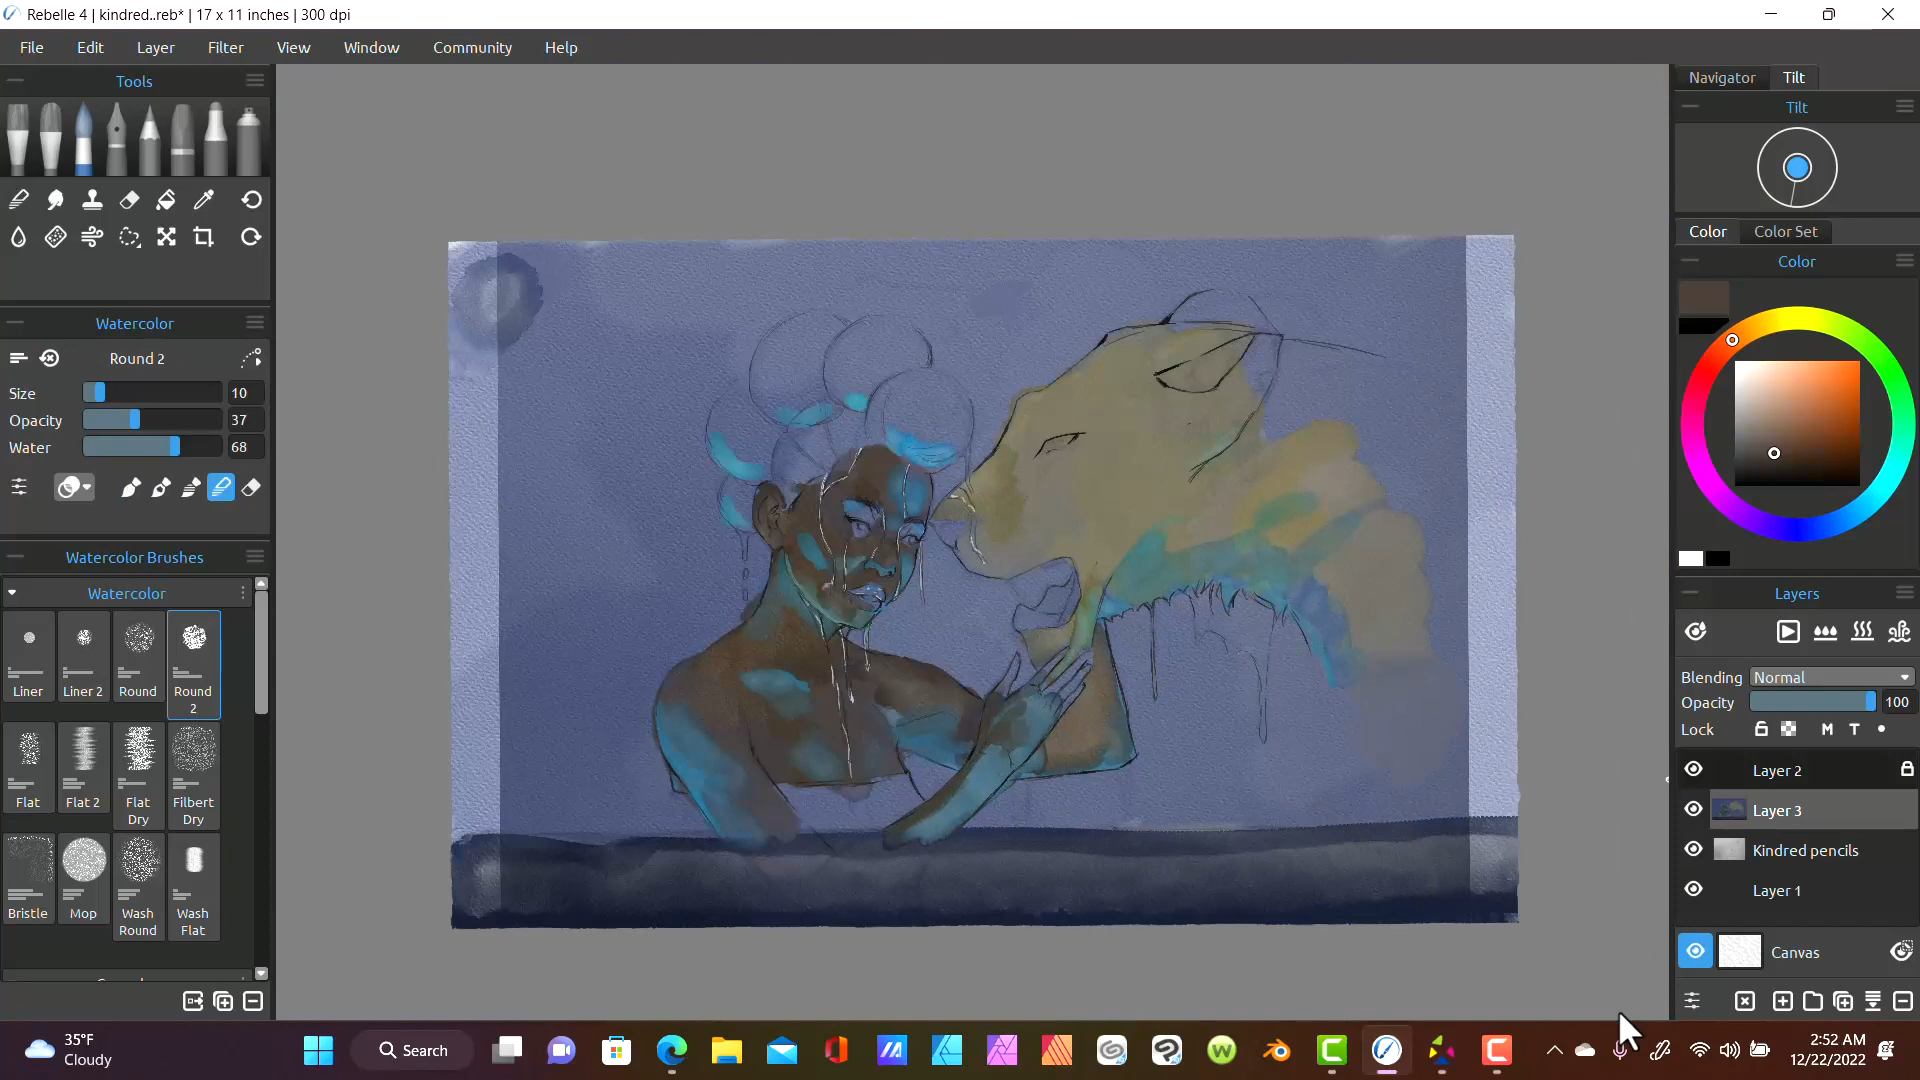 Rebelle 4 | kindred..reb* | 17 x 11 inches | 300 dpi
File Edit Layer Filter View Window Community Help
Tools
Watercolor
Round 2
Size 10
Opacity 37
Water 68
Watercolor Brushes
Watercolor
Liner Liner 2 Round Round 2
Flat Flat 2 Flat Dry Filbert Dry
Bristle Mop Wash Round Wash Flat
Navigator Tilt
Tilt
Color Color Set
Color
Layers
Blending Normal
Opacity 100
Lock M T
Layer 2
Layer 3
Kindred pencils
Layer 1
Canvas
35°F
Cloudy
Search
2:52 AM
12/22/2022